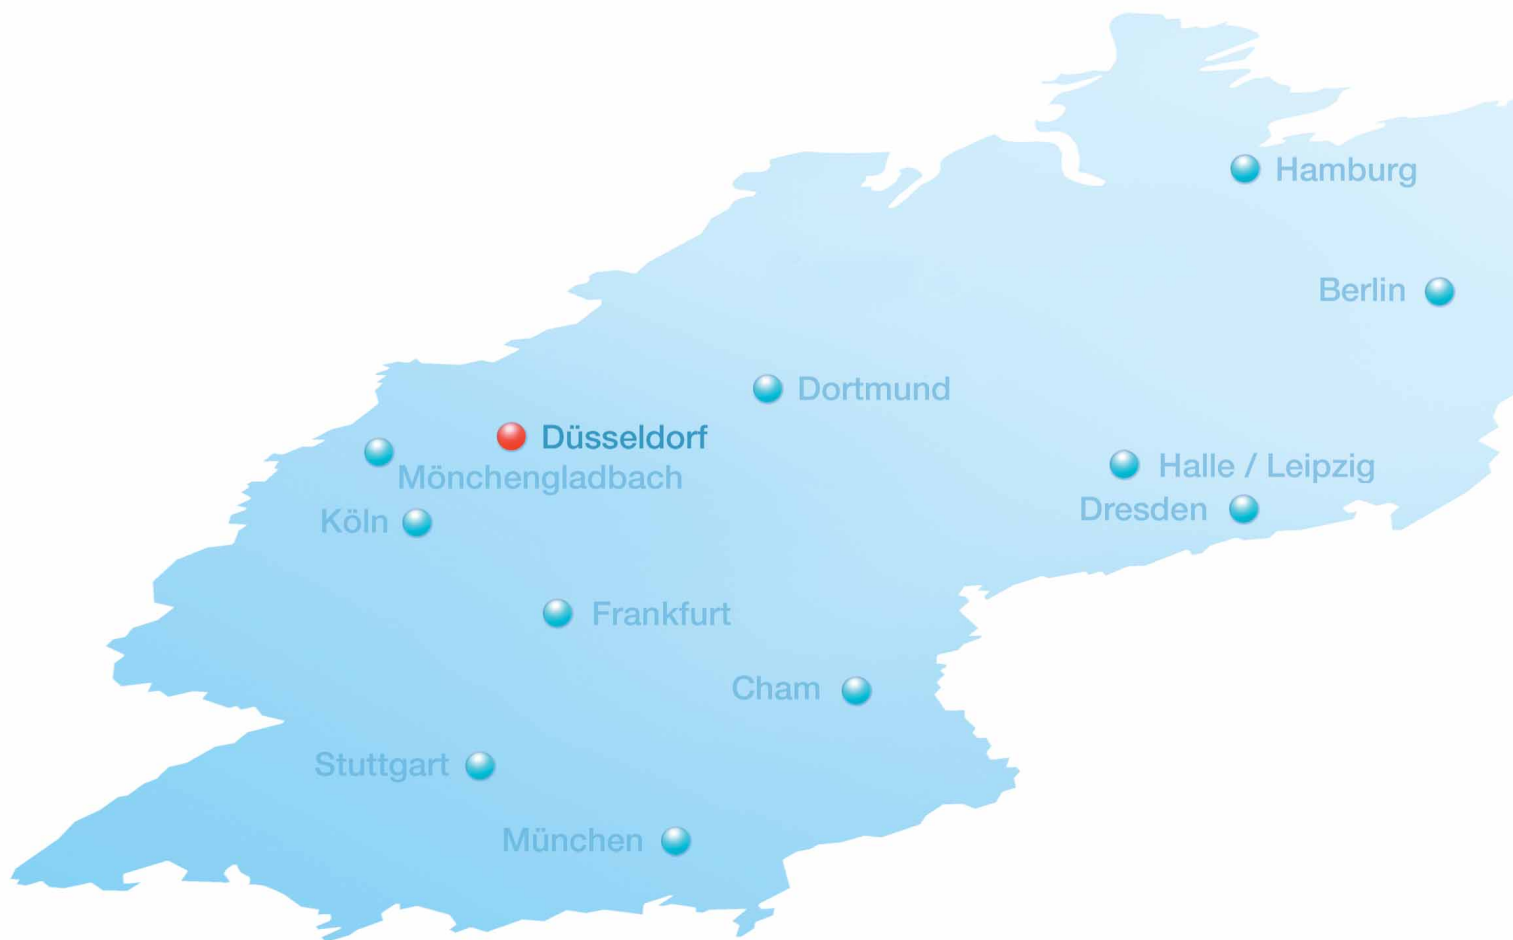 Hamburg
Berlin
Dortmund
Düsseldorf
Halle / Leipzig
Mönchengladbach
Dresden
Köln
Frankfurt
Cham
Stuttgart
München